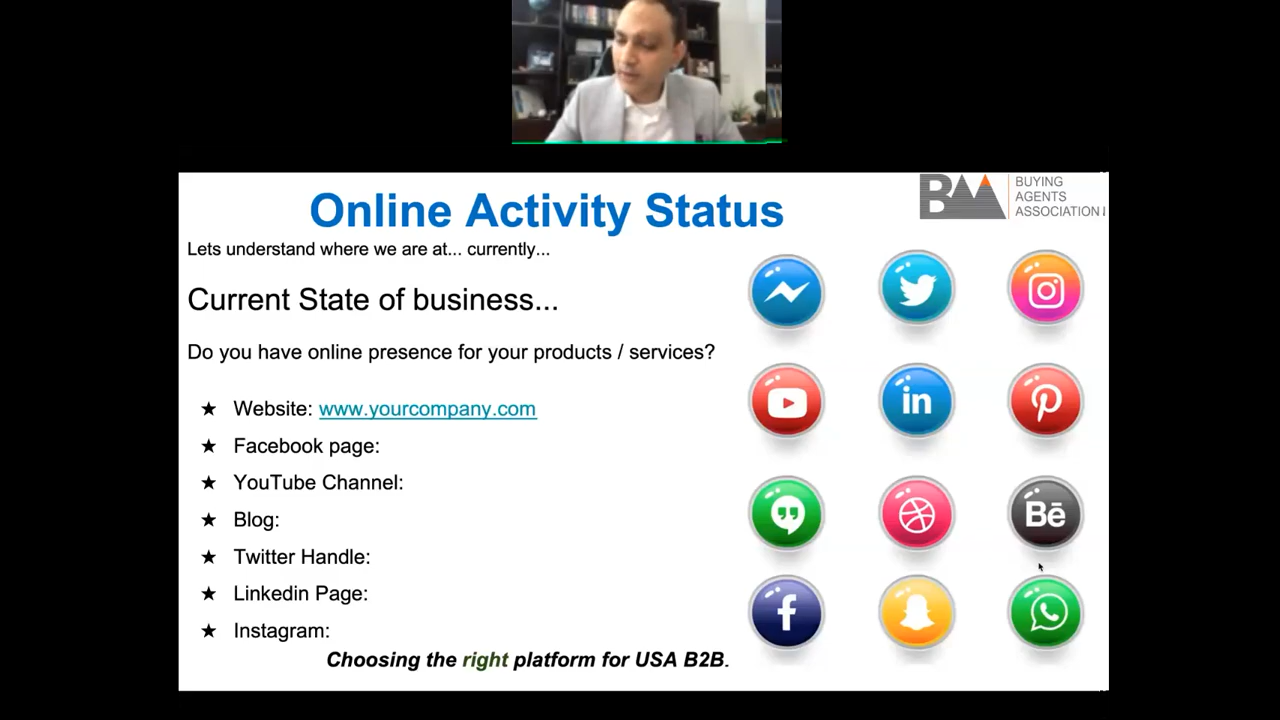 Online Activity Status
BUYING
AGENTS
ASSOCIATION
Lets understand where we are at... currently...
Current State of business...
Do you have online presence for your products / services?
★ Website: www.yourcompany.com
★ Facebook page:
★ YouTube Channel:
★ Blog:
★ Twitter Handle:
★ Linkedin Page:
★ Instagram:
Choosing the right platform for USA B2B.
in
Bē
f